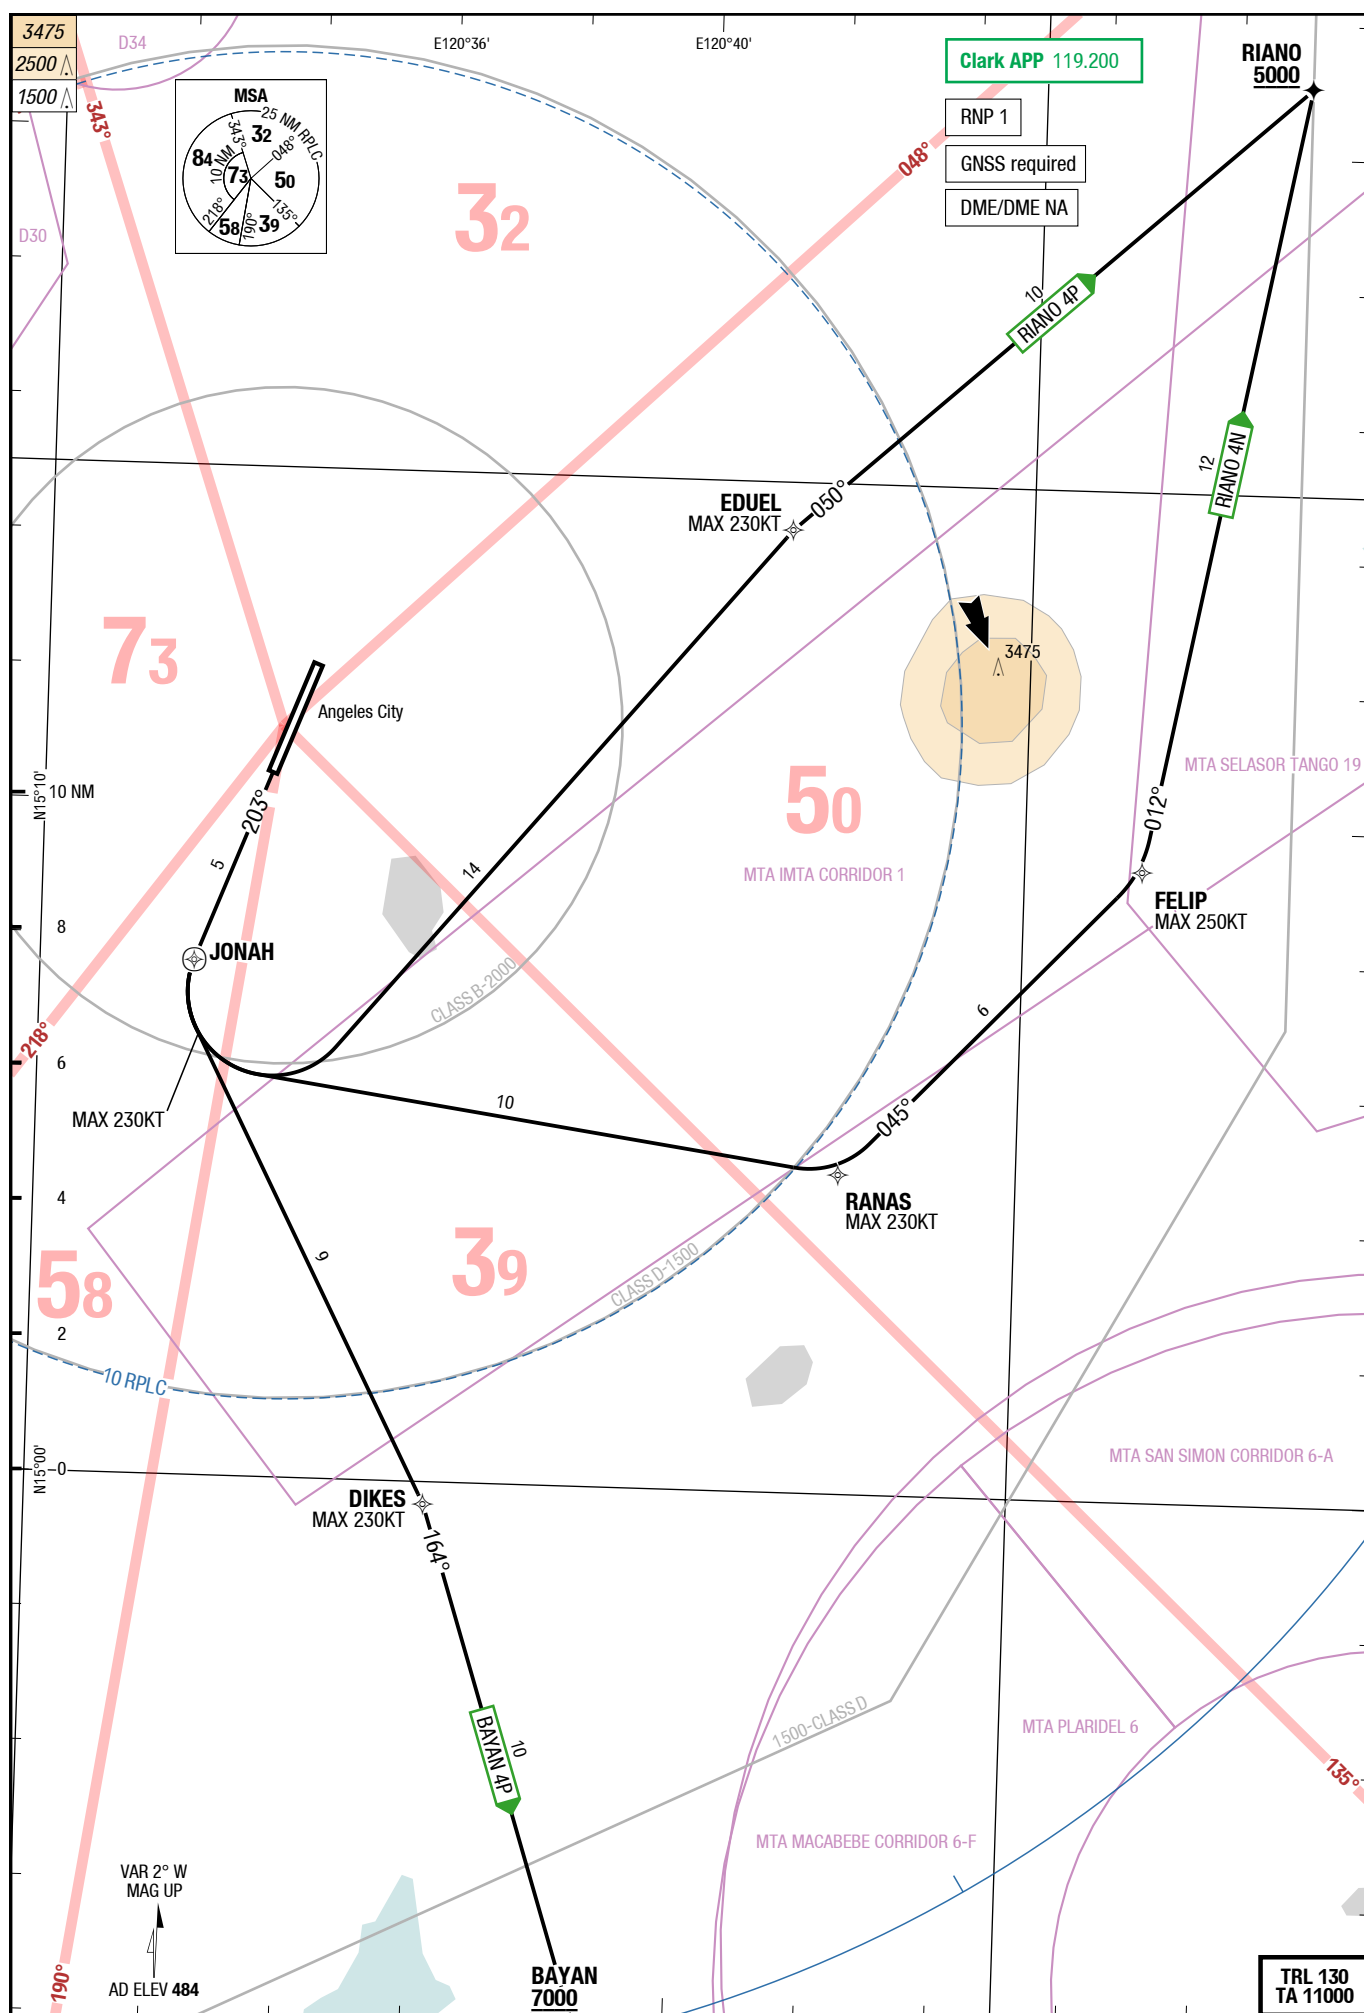 3475
2500
1500
D34
E120°36'
E120°40'
Clark APP 119.200
RIANO
5000
RNP 1
GNSS required
DME/DME NA
343°
MSA
25 NM RPLC
343°
32
048°
84
10 NM
73
50
218°
58
190°
39
135°
048°
32
D30
10
RIANO 4P
12
RIANO 4N
EDUEL
MAX 230KT
050°
73
3475
Angeles City
50
MTA SELASOR TANGO 19
N15°10'
10 NM
203°
012°
5
14
MTA IMTA CORRIDOR 1
FELIP
MAX 250KT
8
JONAH
CLASS B-2000
6
218°
6
MAX 230KT
10
045°
4
RANAS
MAX 230KT
58
39
9
CLASS D-1500
2
10 RPLC
N15°00'
0
MTA SAN SIMON CORRIDOR 6-A
DIKES
MAX 230KT
164°
BAYAN 4P
10
1500-CLASS D
MTA PLARIDEL 6
135°
MTA MACABEBE CORRIDOR 6-F
VAR 2° W
MAG UP
AD ELEV 484
190°
BAYAN
7000
TRL 130
TA 11000